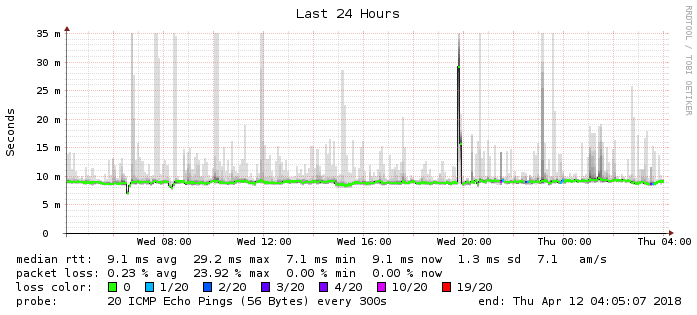 Last 24 Hours
RRDTOOL / TOBI OETIKER
Seconds
35 m
30 m
25 m
20 m
15 m
10 m
5 m
0
Wed 08:00 Wed 12:00 Wed 16:00 Wed 20:00 Thu 00:00 Thu 04:00
median rtt: 9.1 ms avg 29.2 ms max 7.1 ms min 9.1 ms now 1.3 ms sd 7.1 am/s
packet loss: 0.23 % avg 23.92 % max 0.00 % min 0.00 % now
loss color: 0 1/20 2/20 3/20 4/20 10/20 19/20
probe: 20 ICMP Echo Pings (56 Bytes) every 300s end: Thu Apr 12 04:05:07 2018